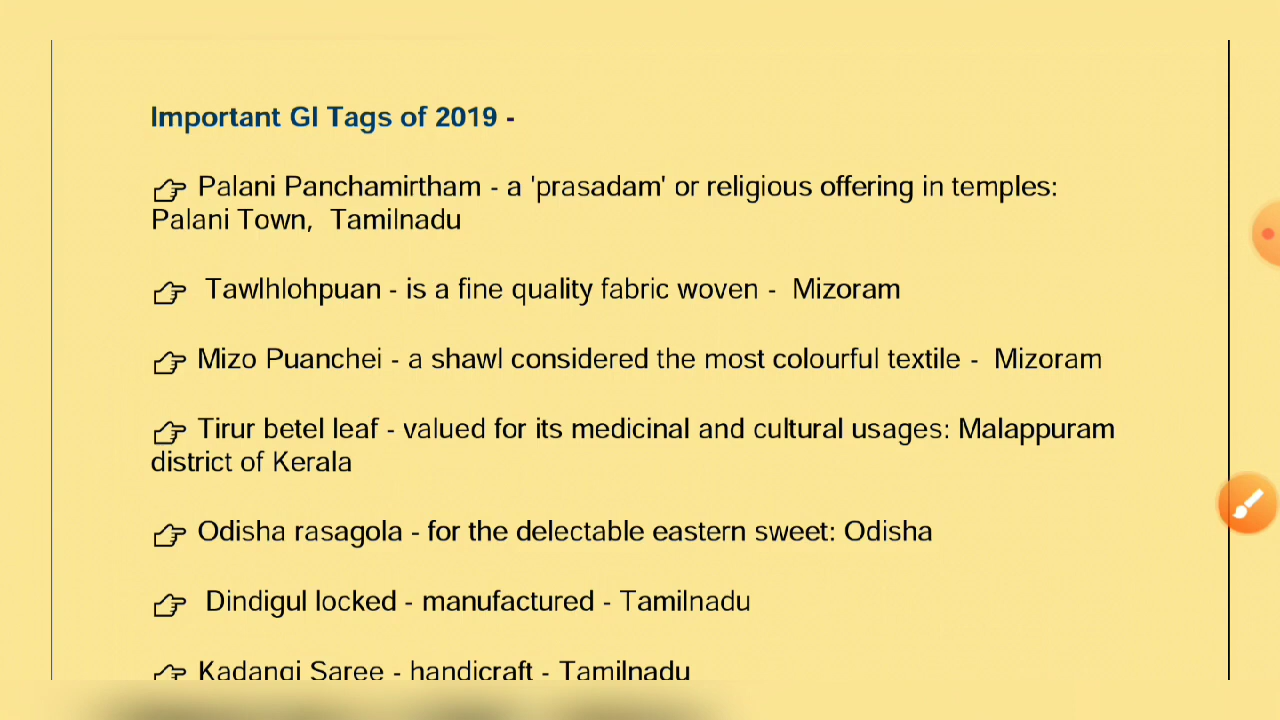 Important GI Tags of 2019 -
Palani Panchamirtham - a 'prasadam' or religious offering in temples:
Palani Town, Tamilnadu
Tawlhlohpuan - is a fine quality fabric woven - Mizoram
Mizo Puanchei - a shawl considered the most colourful textile - Mizoram
Tirur betel leaf - valued for its medicinal and cultural usages: Malappuram
district of Kerala
Odisha rasagola - for the delectable eastern sweet: Odisha
Dindigul locked - manufactured - Tamilnadu
Kadangi Saree - handicraft - Tamilnadu